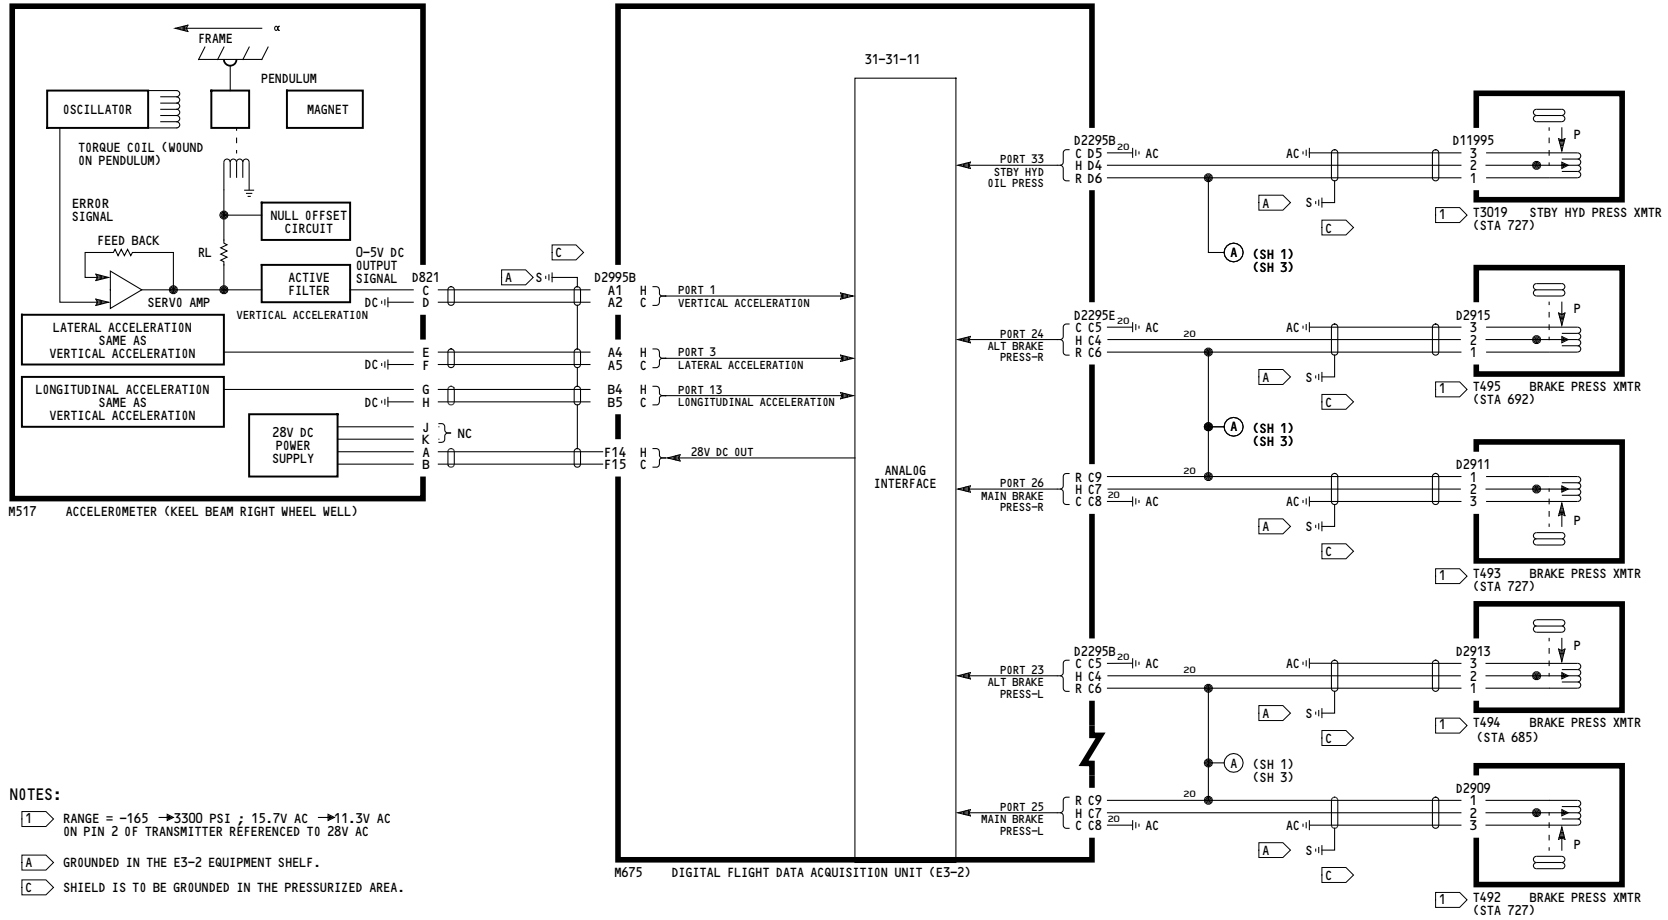 ∝
FRAME
PENDULUM
OSCILLATOR
MAGNET
TORQUE COIL (WOUND
ON PENDULUM)
ERROR
SIGNAL
NULL OFFSET
CIRCUIT
FEED BACK
RL
0-5V DC
OUTPUT
SIGNAL
ACTIVE
FILTER
SERVO AMP
VERTICAL ACCELERATION
D821
C
DC D
LATERAL ACCELERATION
SAME AS
VERTICAL ACCELERATION
E
DC F
LONGITUDINAL ACCELERATION
SAME AS
VERTICAL ACCELERATION
G
DC H
28V DC
POWER
SUPPLY
J
K
NC
A
B
M517 ACCELEROMETER (KEEL BEAM RIGHT WHEEL WELL)
C
A S
D2995B
A1 H
A2 C
PORT 1
VERTICAL ACCELERATION
A4 H
A5 C
PORT 3
LATERAL ACCELERATION
B4 H
B5 C
PORT 13
LONGITUDINAL ACCELERATION
F14 H
F15 C
28V DC OUT
31-31-11
ANALOG
INTERFACE
M675 DIGITAL FLIGHT DATA ACQUISITION UNIT (E3-2)
PORT 33
STBY HYD
OIL PRESS
D2295B
C D5 20 AC
H D4
R D6
AC
A S
C
A (SH 1)
(SH 3)
D11995
3
2
1
P
1 T3019 STBY HYD PRESS XMTR
(STA 727)
PORT 24
ALT BRAKE
PRESS-R
D2295E
C C5 20 AC
H C4 20
R C6
AC
A S
C
A (SH 1)
(SH 3)
D2915
3
2
1
P
1 T495 BRAKE PRESS XMTR
(STA 692)
PORT 26
MAIN BRAKE
PRESS-R
R C9 20
H C7
C C8 20 AC
AC
A S
C
D2911
1
2
3
P
1 T493 BRAKE PRESS XMTR
(STA 727)
PORT 23
ALT BRAKE
PRESS-L
D2295B
C C5 20 AC
H C4 20
R C6
AC
A S
C
A (SH 1)
(SH 3)
D2913
3
2
1
P
1 T494 BRAKE PRESS XMTR
(STA 685)
PORT 25
MAIN BRAKE
PRESS-L
R C9 20
H C7
C C8 20 AC
AC
A S
C
D2909
1
2
3
P
1 T492 BRAKE PRESS XMTR
(STA 727)
NOTES:
1 RANGE = -165 → 3300 PSI ; 15.7V AC → 11.3V AC
ON PIN 2 OF TRANSMITTER REFERENCED TO 28V AC
A GROUNDED IN THE E3-2 EQUIPMENT SHELF.
C SHIELD IS TO BE GROUNDED IN THE PRESSURIZED AREA.